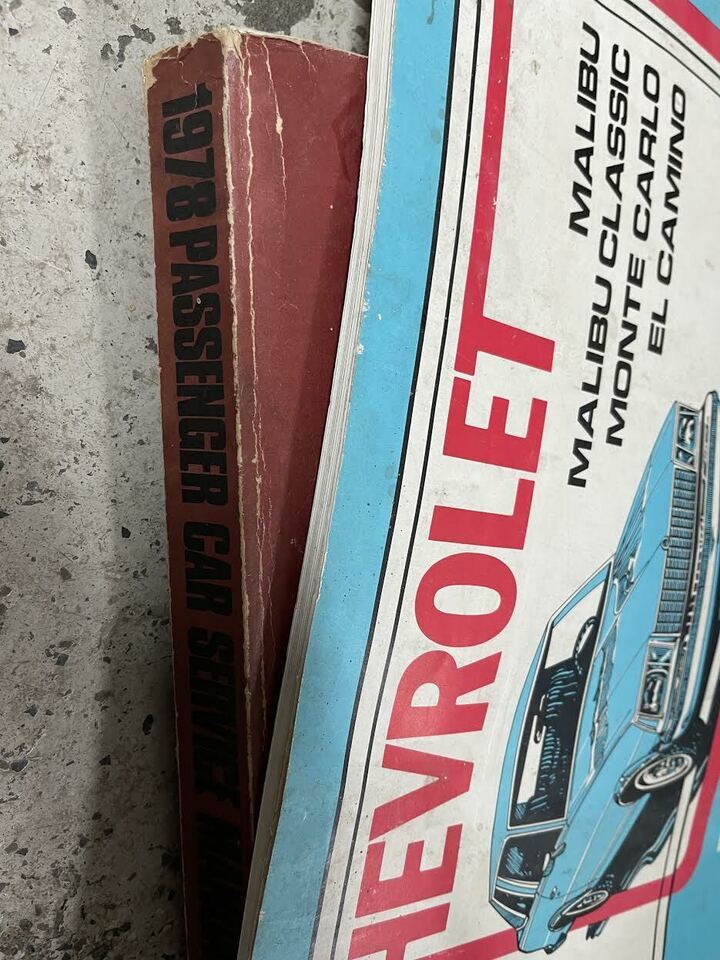 1978 PASSENGER CAR SERVICE
HEVROLET
MALIBU
MALIBU CLASSIC
MONTE CARLO
EL CAMINO